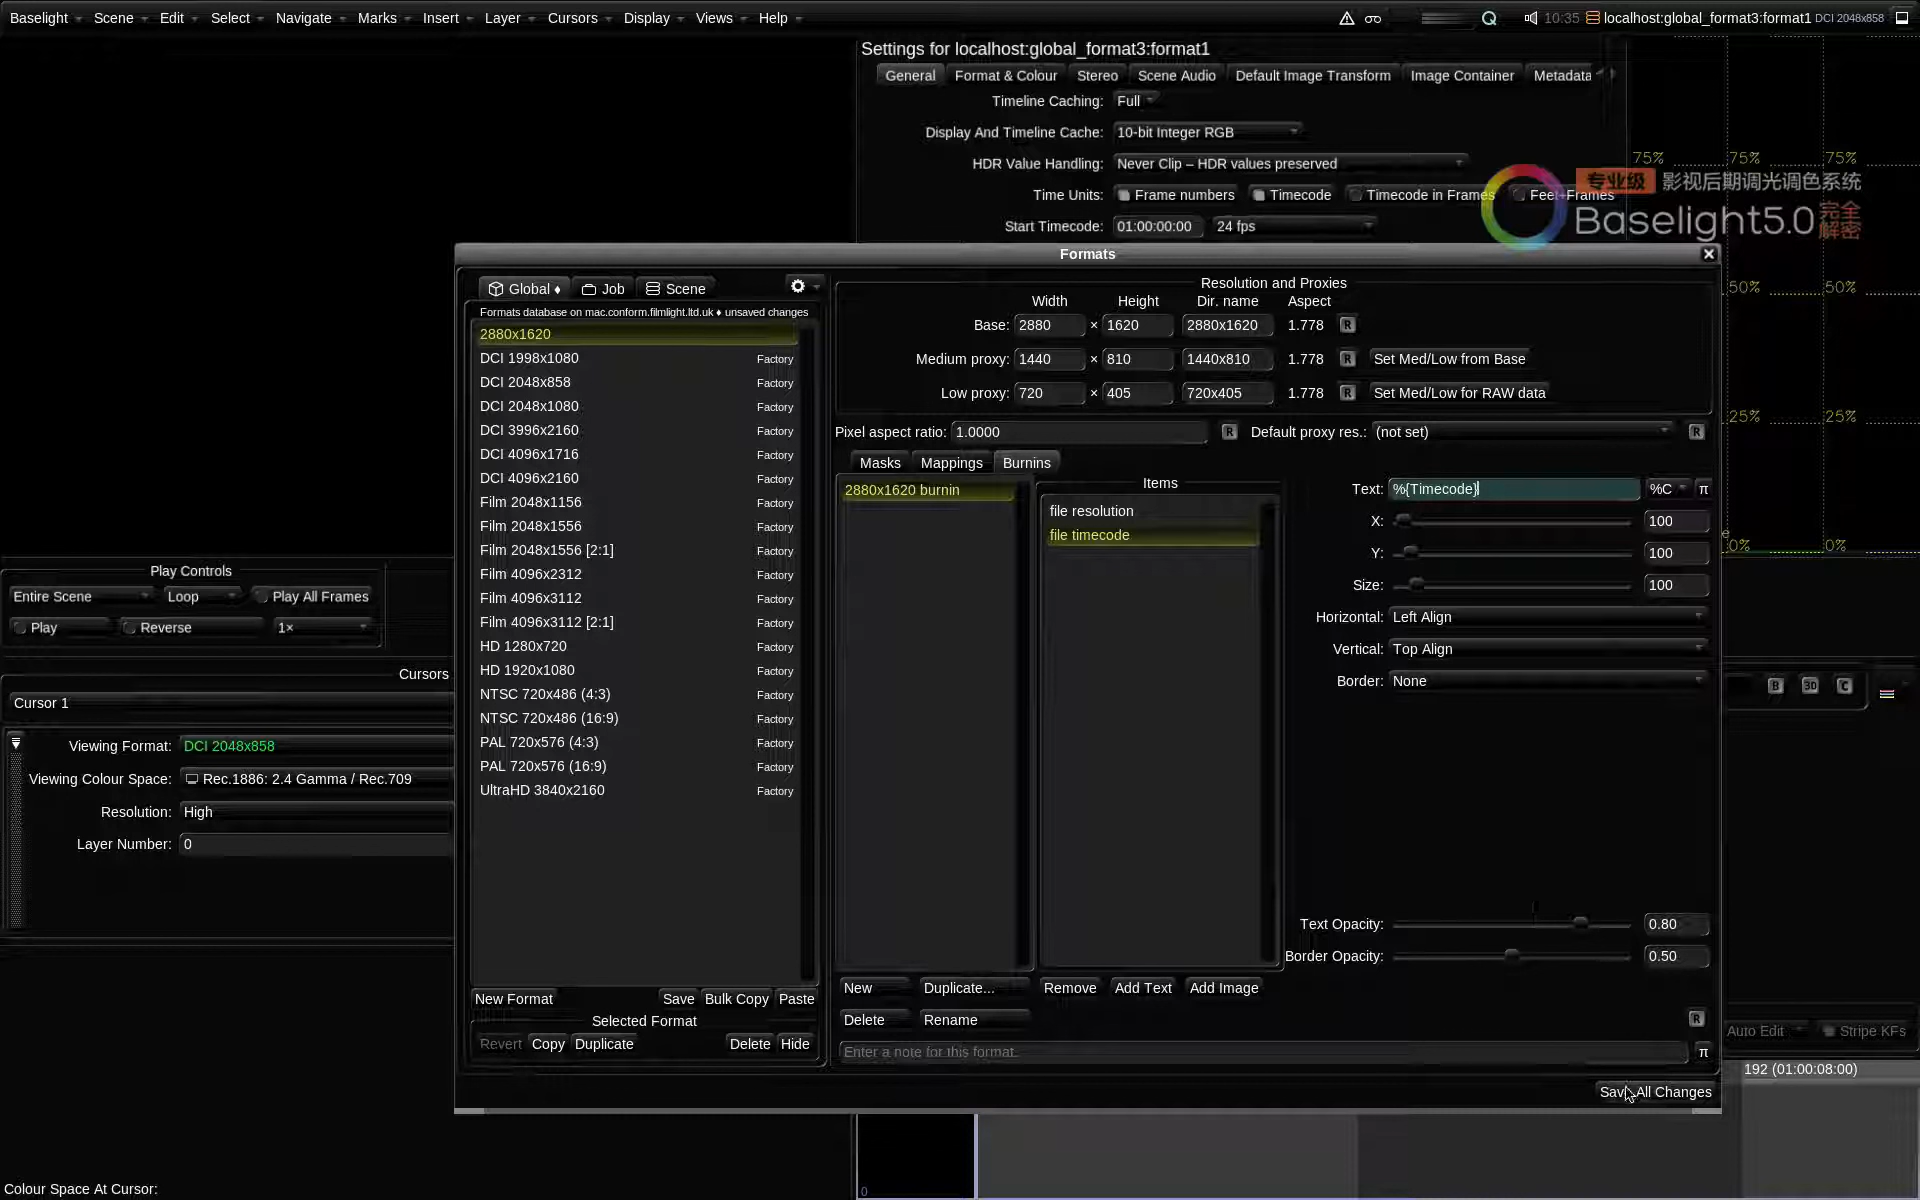 Baselight Scene Edit Select Navigate Marks Insert Layer Cursors Display Views Help
10:35 localhost:global_format3:format1 DCI 2048x858
Settings for localhost:global_format3:format1
General Format & Colour Stereo Scene Audio Default Image Transform Image Container Metadata
Timeline Caching: Full
Display And Timeline Cache: 10-bit Integer RGB
HDR Value Handling: Never Clip – HDR values preserved
Time Units: Frame numbers Timecode Timecode in Frames Feet+Frames
Start Timecode: 01:00:00:00 24 fps
75% 75% 75%
专业级 影视后期调光调色系统
Baselight5.0 完全解密
50% 50%
25% 25%
0% 0%
Formats
Global ♦ Job Scene
Formats database on mac.conform.filmlight.ltd.uk ♦ unsaved changes
2880x1620
DCI 1998x1080 Factory
DCI 2048x858 Factory
DCI 2048x1080 Factory
DCI 3996x2160 Factory
DCI 4096x1716 Factory
DCI 4096x2160 Factory
Film 2048x1156 Factory
Film 2048x1556 Factory
Film 2048x1556 [2:1] Factory
Film 4096x2312 Factory
Film 4096x3112 Factory
Film 4096x3112 [2:1] Factory
HD 1280x720 Factory
HD 1920x1080 Factory
NTSC 720x486 (4:3) Factory
NTSC 720x486 (16:9) Factory
PAL 720x576 (4:3) Factory
PAL 720x576 (16:9) Factory
UltraHD 3840x2160 Factory
New Format Save Bulk Copy Paste
Selected Format
Revert Copy Duplicate Delete Hide
Resolution and Proxies
Width Height Dir. name Aspect
Base: 2880 × 1620 2880x1620 1.778 R
Medium proxy: 1440 × 810 1440x810 1.778 R Set Med/Low from Base
Low proxy: 720 × 405 720x405 1.778 R Set Med/Low for RAW data
Pixel aspect ratio: 1.0000 R Default proxy res.: (not set) R
Masks Mappings Burnins
2880x1620 burnin
Items
file resolution
file timecode
Text: %{Timecode} %C π
X: 100
Y: 100
Size: 100
Horizontal: Left Align
Vertical: Top Align
Border: None
Text Opacity: 0.80
Border Opacity: 0.50
New Duplicate... Remove Add Text Add Image
Delete Rename R
Enter a note for this format. π
Save All Changes
Play Controls
Entire Scene Loop Play All Frames
Play Reverse 1×
Cursors
Cursor 1
Viewing Format: DCI 2048x858
Viewing Colour Space: Rec.1886: 2.4 Gamma / Rec.709
Resolution: High
Layer Number: 0
B 3D C
Auto Edit Stripe KFs
192 (01:00:08:00)
0
Colour Space At Cursor: